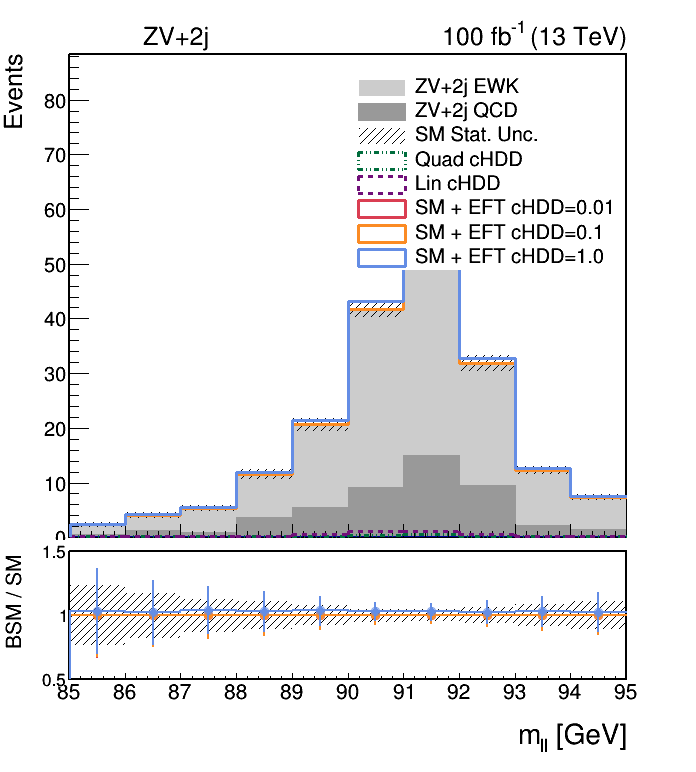 ZV+2j 100 fb-1 (13 TeV)
Events
ZV+2j EWK
ZV+2j QCD
SM Stat. Unc.
Quad cHDD
Lin cHDD
SM + EFT cHDD=0.01
SM + EFT cHDD=0.1
SM + EFT cHDD=1.0
80
70
60
50
40
30
20
10
0
BSM / SM
1.5
1
0.5
85 86 87 88 89 90 91 92 93 94 95
mll [GeV]